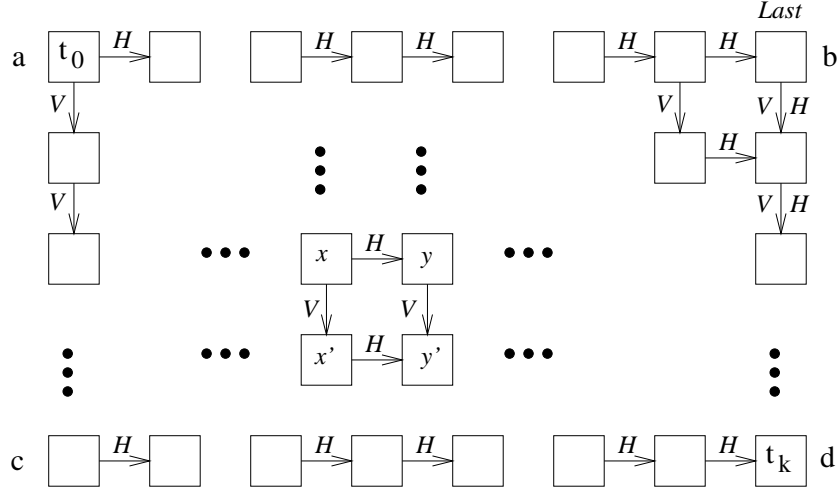 Last
a t0 H H H H H b
V V V H
H
V V H
x H y
V V
x' H y'
c H H H H H tk d